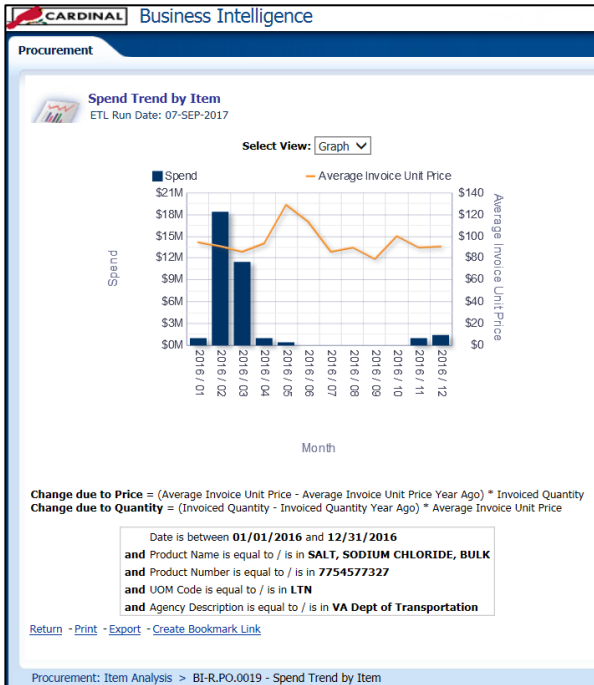 CARDINAL Business Intelligence
Procurement
Spend Trend by Item
ETL Run Date: 07-SEP-2017
Select View: Graph
Spend Average Invoice Unit Price
$21M $140
$18M $120
$15M $100
$12M $80
$9M $60
$6M $40
$3M $20
$0M $0
Spend
Average Invoice Unit Price
2016 / 01
2016 / 02
2016 / 03
2016 / 04
2016 / 05
2016 / 06
2016 / 07
2016 / 08
2016 / 09
2016 / 10
2016 / 11
2016 / 12
Month
Change due to Price = (Average Invoice Unit Price - Average Invoice Unit Price Year Ago) * Invoiced Quantity
Change due to Quantity = (Invoiced Quantity - Invoiced Quantity Year Ago) * Average Invoice Unit Price
Date is between 01/01/2016 and 12/31/2016
and Product Name is equal to / is in SALT, SODIUM CHLORIDE, BULK
and Product Number is equal to / is in 7754577327
and UOM Code is equal to / is in LTN
and Agency Description is equal to / is in VA Dept of Transportation
Return - Print - Export - Create Bookmark Link
Procurement: Item Analysis > BI-R.PO.0019 - Spend Trend by Item